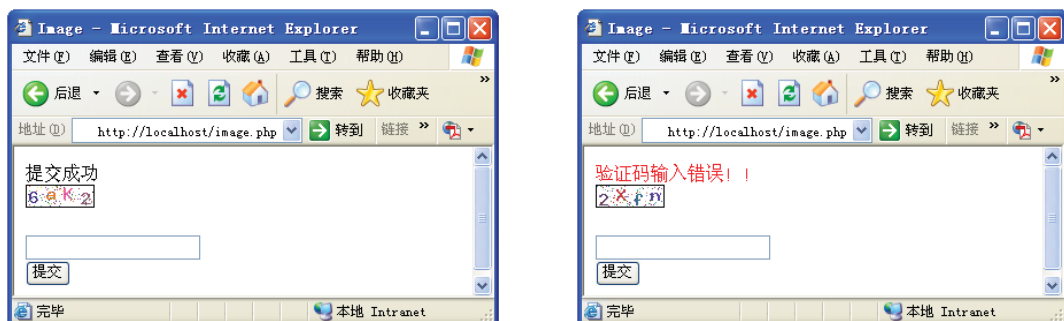 Image - Microsoft Internet Explorer
文件(F) 编辑(E) 查看(V) 收藏(A) 工具(T) 帮助(H)
后退 搜索 收藏夹 »
地址(D) http://localhost/image.php 转到 链接 »
提交成功
6 a K 2
提交
完毕 本地 Intranet
Image - Microsoft Internet Explorer
文件(F) 编辑(E) 查看(V) 收藏(A) 工具(T) 帮助(H)
后退 搜索 收藏夹 »
地址(D) http://localhost/image.php 转到 链接 »
验证码输入错误！！
2 X f n
提交
完毕 本地 Intranet